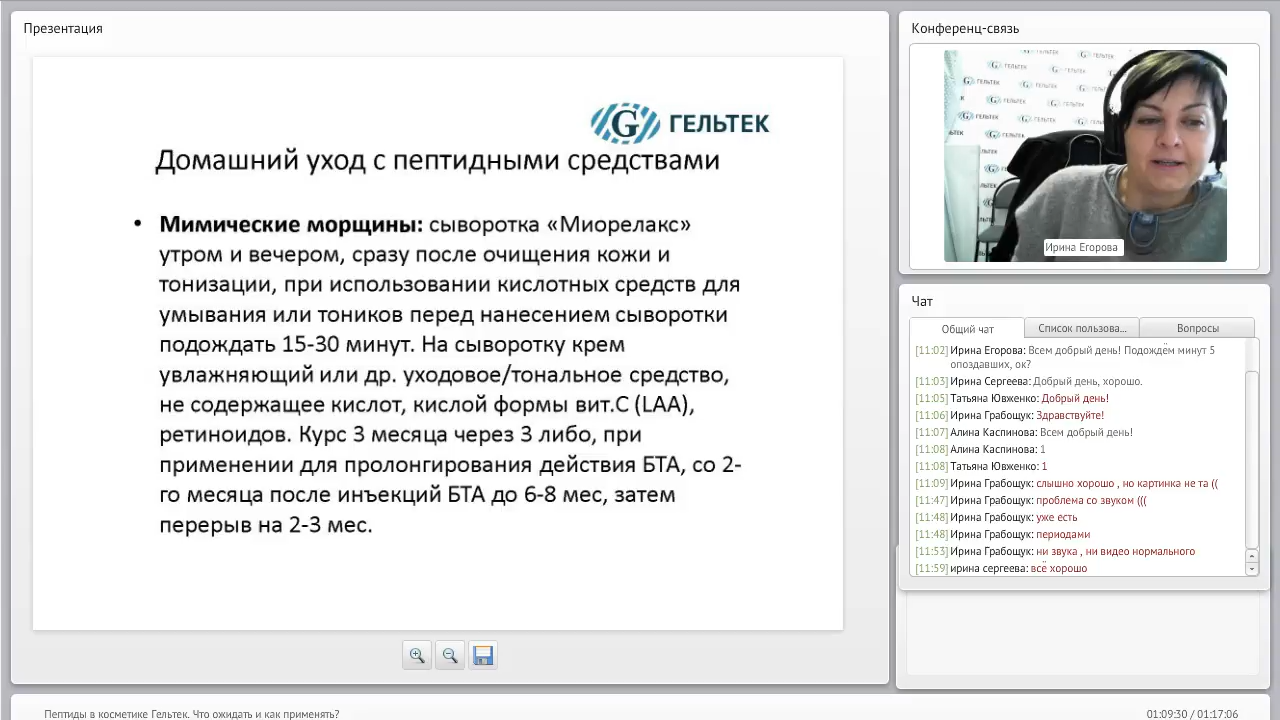 Презентация
G ГЕЛЬТЕК
Домашний уход с пептидными средствами
• Мимические морщины: сыворотка «Миорелакс»
утром и вечером, сразу после очищения кожи и
тонизации, при использовании кислотных средств для
умывания или тоников перед нанесением сыворотки
подождать 15-30 минут. На сыворотку крем
увлажняющий или др. уходовое/тональное средство,
не содержащее кислот, кислой формы вит.С (LAA),
ретиноидов. Курс 3 месяца через 3 либо, при
применении для пролонгирования действия БТА, со 2-
го месяца после инъекций БТА до 6-8 мес, затем
перерыв на 2-3 мес.
Конференц-связь
ГЕЛЬТЕК
Ирина Егорова
Чат
Общий чат
Список пользова...
Вопросы
[11:02] Ирина Егорова: Всем добрый день! Подождём минут 5
опоздавших, ок?
[11:03] Ирина Сергеева: Добрый день, хорошо.
[11:05] Татьяна Ювженко: Добрый день!
[11:06] Ирина Грабощук: Здравствуйте!
[11:07] Алина Каспинова: Всем добрый день!
[11:08] Алина Каспинова: 1
[11:08] Татьяна Ювженко: 1
[11:09] Ирина Грабощук: слышно хорошо , но картинка не та ((
[11:47] Ирина Грабощук: проблема со звуком (((
[11:48] Ирина Грабощук: уже есть
[11:48] Ирина Грабощук: периодами
[11:53] Ирина Грабощук: ни звука , ни видео нормального
[11:59] ирина сергеева: всё хорошо
Пептиды в косметике Гельтек. Что ожидать и как применять?
01:09:30 / 01:17:06